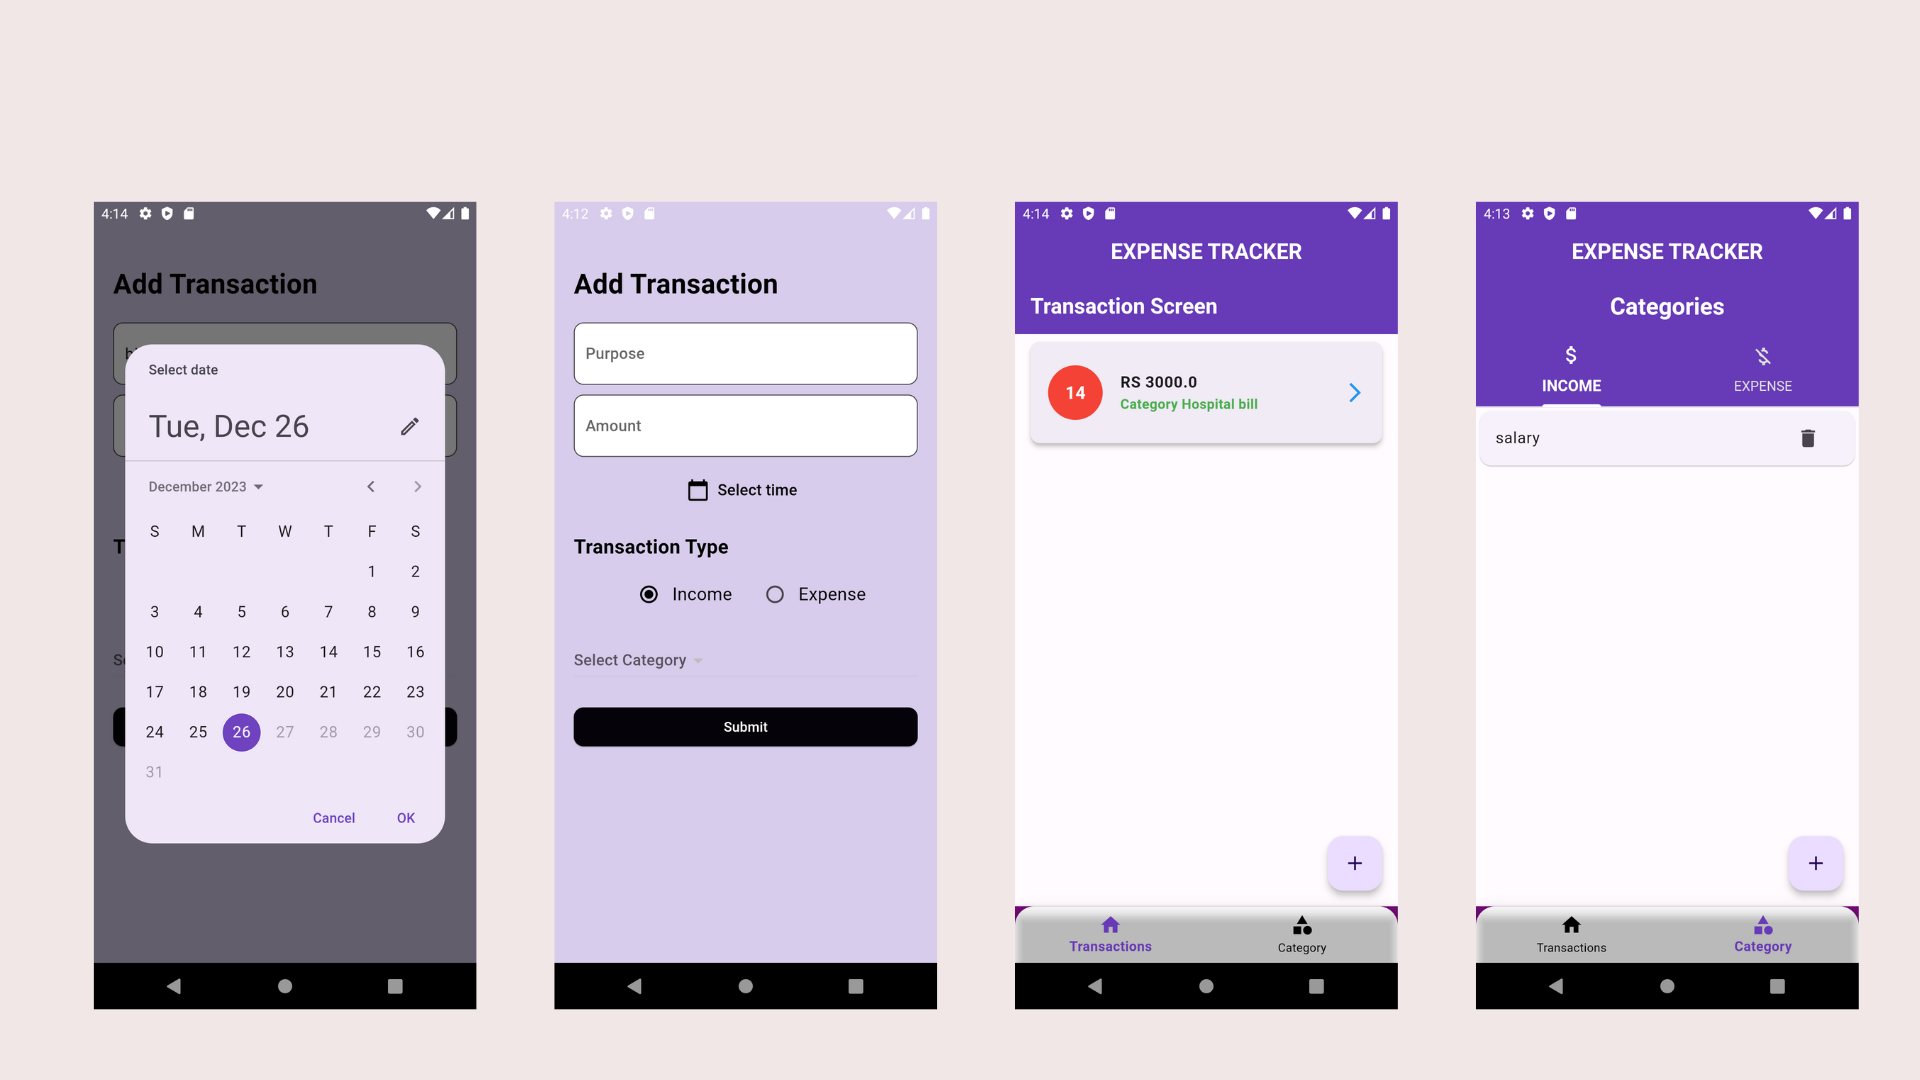 4:14
Add Transaction
Select date
Tue, Dec 26
December 2023
S M T W T F S
1 2
3 4 5 6 7 8 9
10 11 12 13 14 15 16
17 18 19 20 21 22 23
24 25 26 27 28 29 30
31
Cancel OK
4:12
Add Transaction
Purpose
Amount
Select time
Transaction Type
Income Expense
Select Category
Submit
4:14
EXPENSE TRACKER
Transaction Screen
14
RS 3000.0
Category Hospital bill
+
Transactions Category
4:13
EXPENSE TRACKER
Categories
$
INCOME EXPENSE
salary
+
Transactions Category